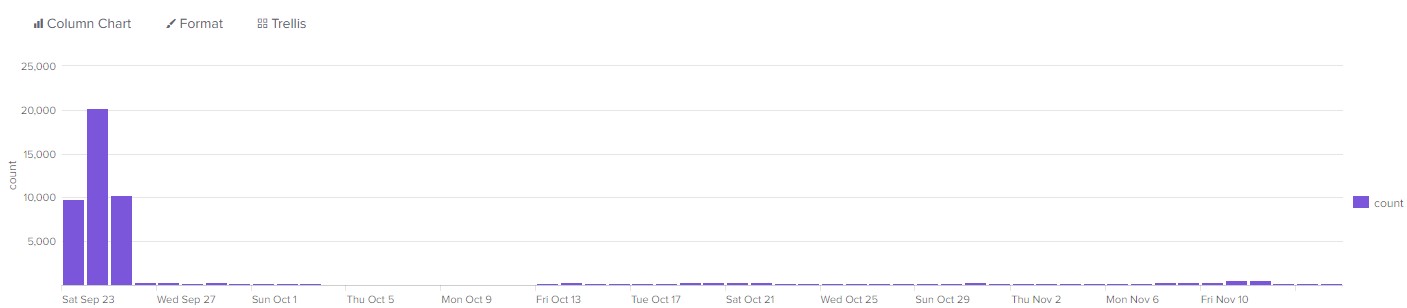 Column Chart Format Trellis
25,000
20,000
15,000
10,000
5,000
count
count
Sat Sep 23 Wed Sep 27 Sun Oct 1 Thu Oct 5 Mon Oct 9 Fri Oct 13 Tue Oct 17 Sat Oct 21 Wed Oct 25 Sun Oct 29 Thu Nov 2 Mon Nov 6 Fri Nov 10